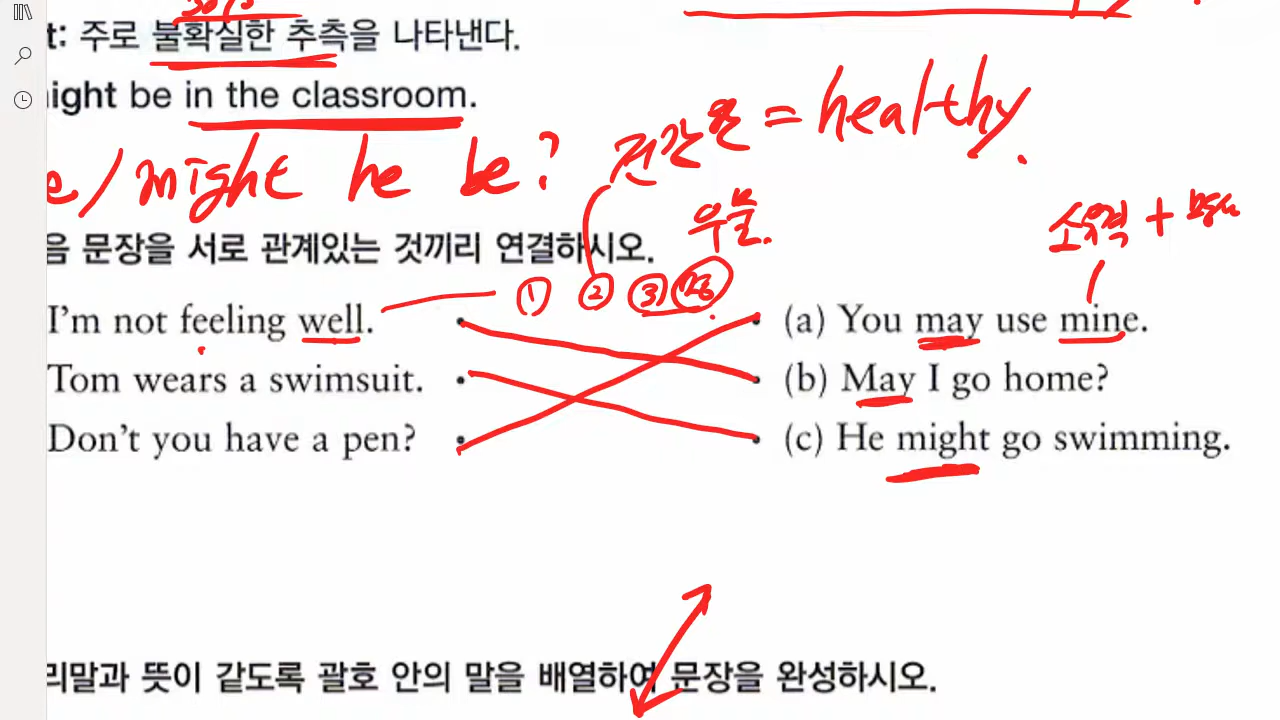 t: 주로 불확실한 추측을 나타낸다.
ight be in the classroom.
건강한 = healthy.
e/might he be?
우물.
소유격 + 명사
음 문장을 서로 관계있는 것끼리 연결하시오.
① ② ③
I'm not feeling well. (a) You may use mine.
Tom wears a swimsuit. (b) May I go home?
Don't you have a pen? (c) He might go swimming.
리말과 뜻이 같도록 괄호 안의 말을 배열하여 문장을 완성하시오.